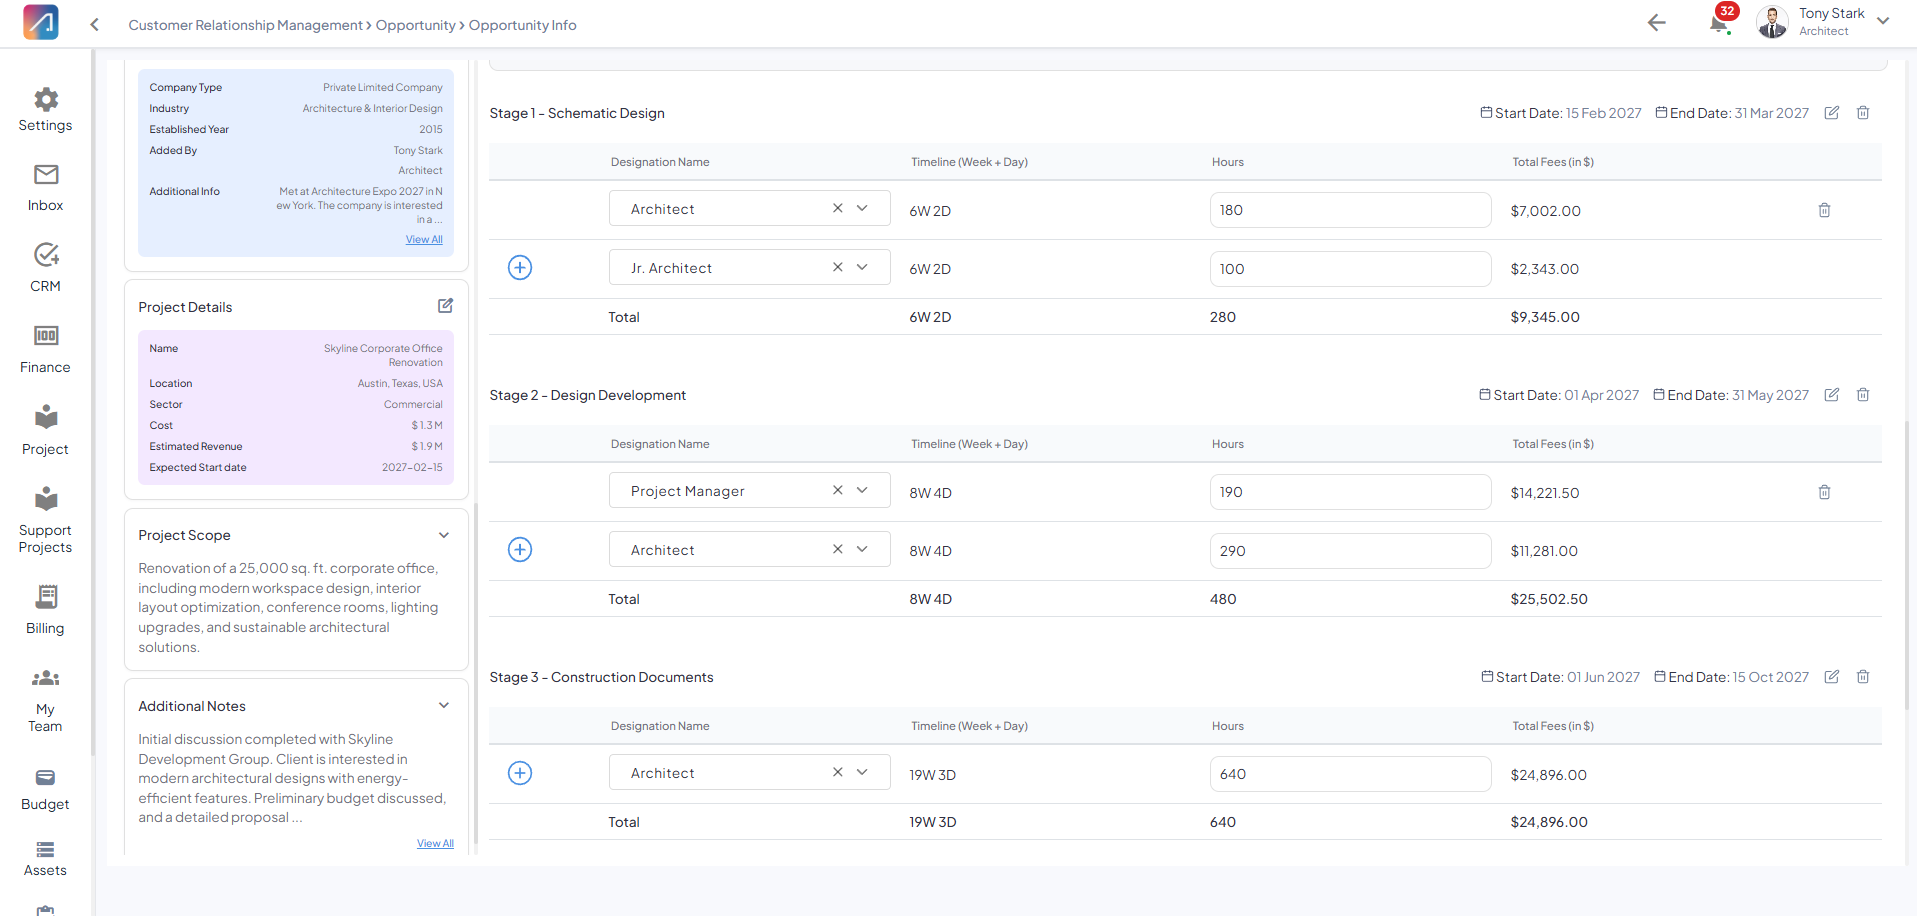 Customer Relationship Management › Opportunity › Opportunity Info
32
Tony Stark
Architect
Settings
Inbox
CRM
Finance
Project
Support
Projects
Billing
My
Team
Budget
Assets
Company Type Private Limited Company
Industry Architecture & Interior Design
Established Year 2015
Added By Tony Stark
Architect
Additional Info Met at Architecture Expo 2027 in N
ew York. The company is interested
in a ...
View All
Project Details
Name Skyline Corporate Office
Renovation
Location Austin, Texas, USA
Sector Commercial
Cost $ 1.3 M
Estimated Revenue $ 1.9 M
Expected Start date 2027-02-15
Project Scope
Renovation of a 25,000 sq. ft. corporate office,
including modern workspace design, interior
layout optimization, conference rooms, lighting
upgrades, and sustainable architectural
solutions.
Additional Notes
Initial discussion completed with Skyline
Development Group. Client is interested in
modern architectural designs with energy-
efficient features. Preliminary budget discussed,
and a detailed proposal ...
View All
Stage 1 - Schematic Design Start Date: 15 Feb 2027 End Date: 31 Mar 2027
Designation Name Timeline (Week + Day) Hours Total Fees (in $)
Architect 6W 2D 180 $7,002.00
Jr. Architect 6W 2D 100 $2,343.00
Total 6W 2D 280 $9,345.00
Stage 2 - Design Development Start Date: 01 Apr 2027 End Date: 31 May 2027
Designation Name Timeline (Week + Day) Hours Total Fees (in $)
Project Manager 8W 4D 190 $14,221.50
Architect 8W 4D 290 $11,281.00
Total 8W 4D 480 $25,502.50
Stage 3 - Construction Documents Start Date: 01 Jun 2027 End Date: 15 Oct 2027
Designation Name Timeline (Week + Day) Hours Total Fees (in $)
Architect 19W 3D 640 $24,896.00
Total 19W 3D 640 $24,896.00